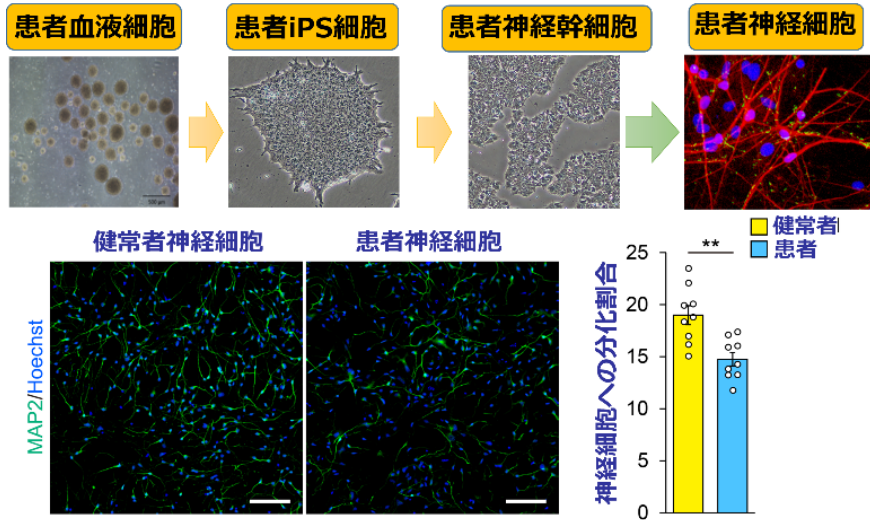 患者血液細胞
患者iPS細胞
患者神経幹細胞
患者神経細胞
健常者神経細胞
患者神経細胞
MAP2/Hoechst
健常者
患者
**
神経細胞への分化割合
25
20
15
10
5
0